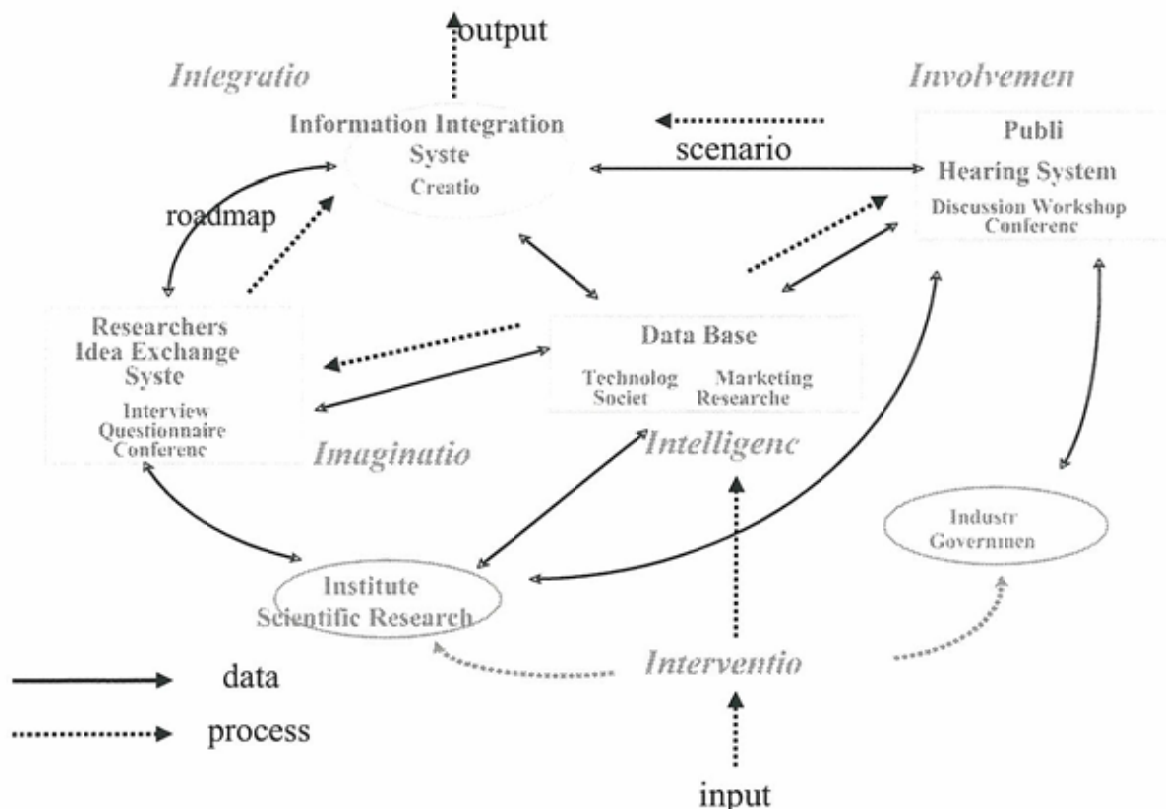 output
Integratio
Involvemen
Information Integration
Syste
Creatio
scenario
Publi
Hearing System
Discussion Workshop
Conferenc
roadmap
Researchers
Idea Exchange
Syste
Interview
Questionnaire
Conferenc
Data Base
Technolog Marketing
Societ Researche
Imaginatio
Intelligenc
Industr
Governmen
Institute
Scientific Research
Interventio
data
process
input